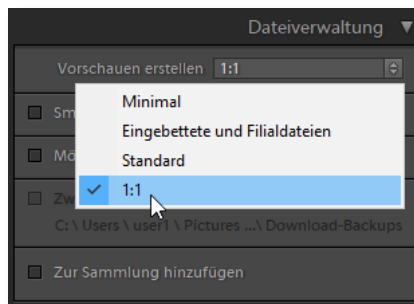 Dateiverwaltung
Vorschauen erstellen 1:1
Minimal
Eingebettete und Filialdateien
Standard
1:1
C: \ Users \ user1 \ Pictures ...\ Download-Backups
Zur Sammlung hinzufügen